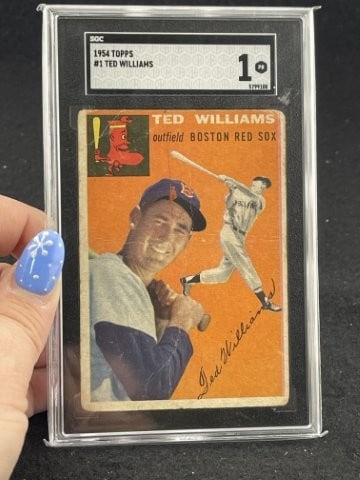 SGC
1954 TOPPS
#1 TED WILLIAMS
1 PR
TED WILLIAMS
outfield BOSTON RED SOX
Ted Williams